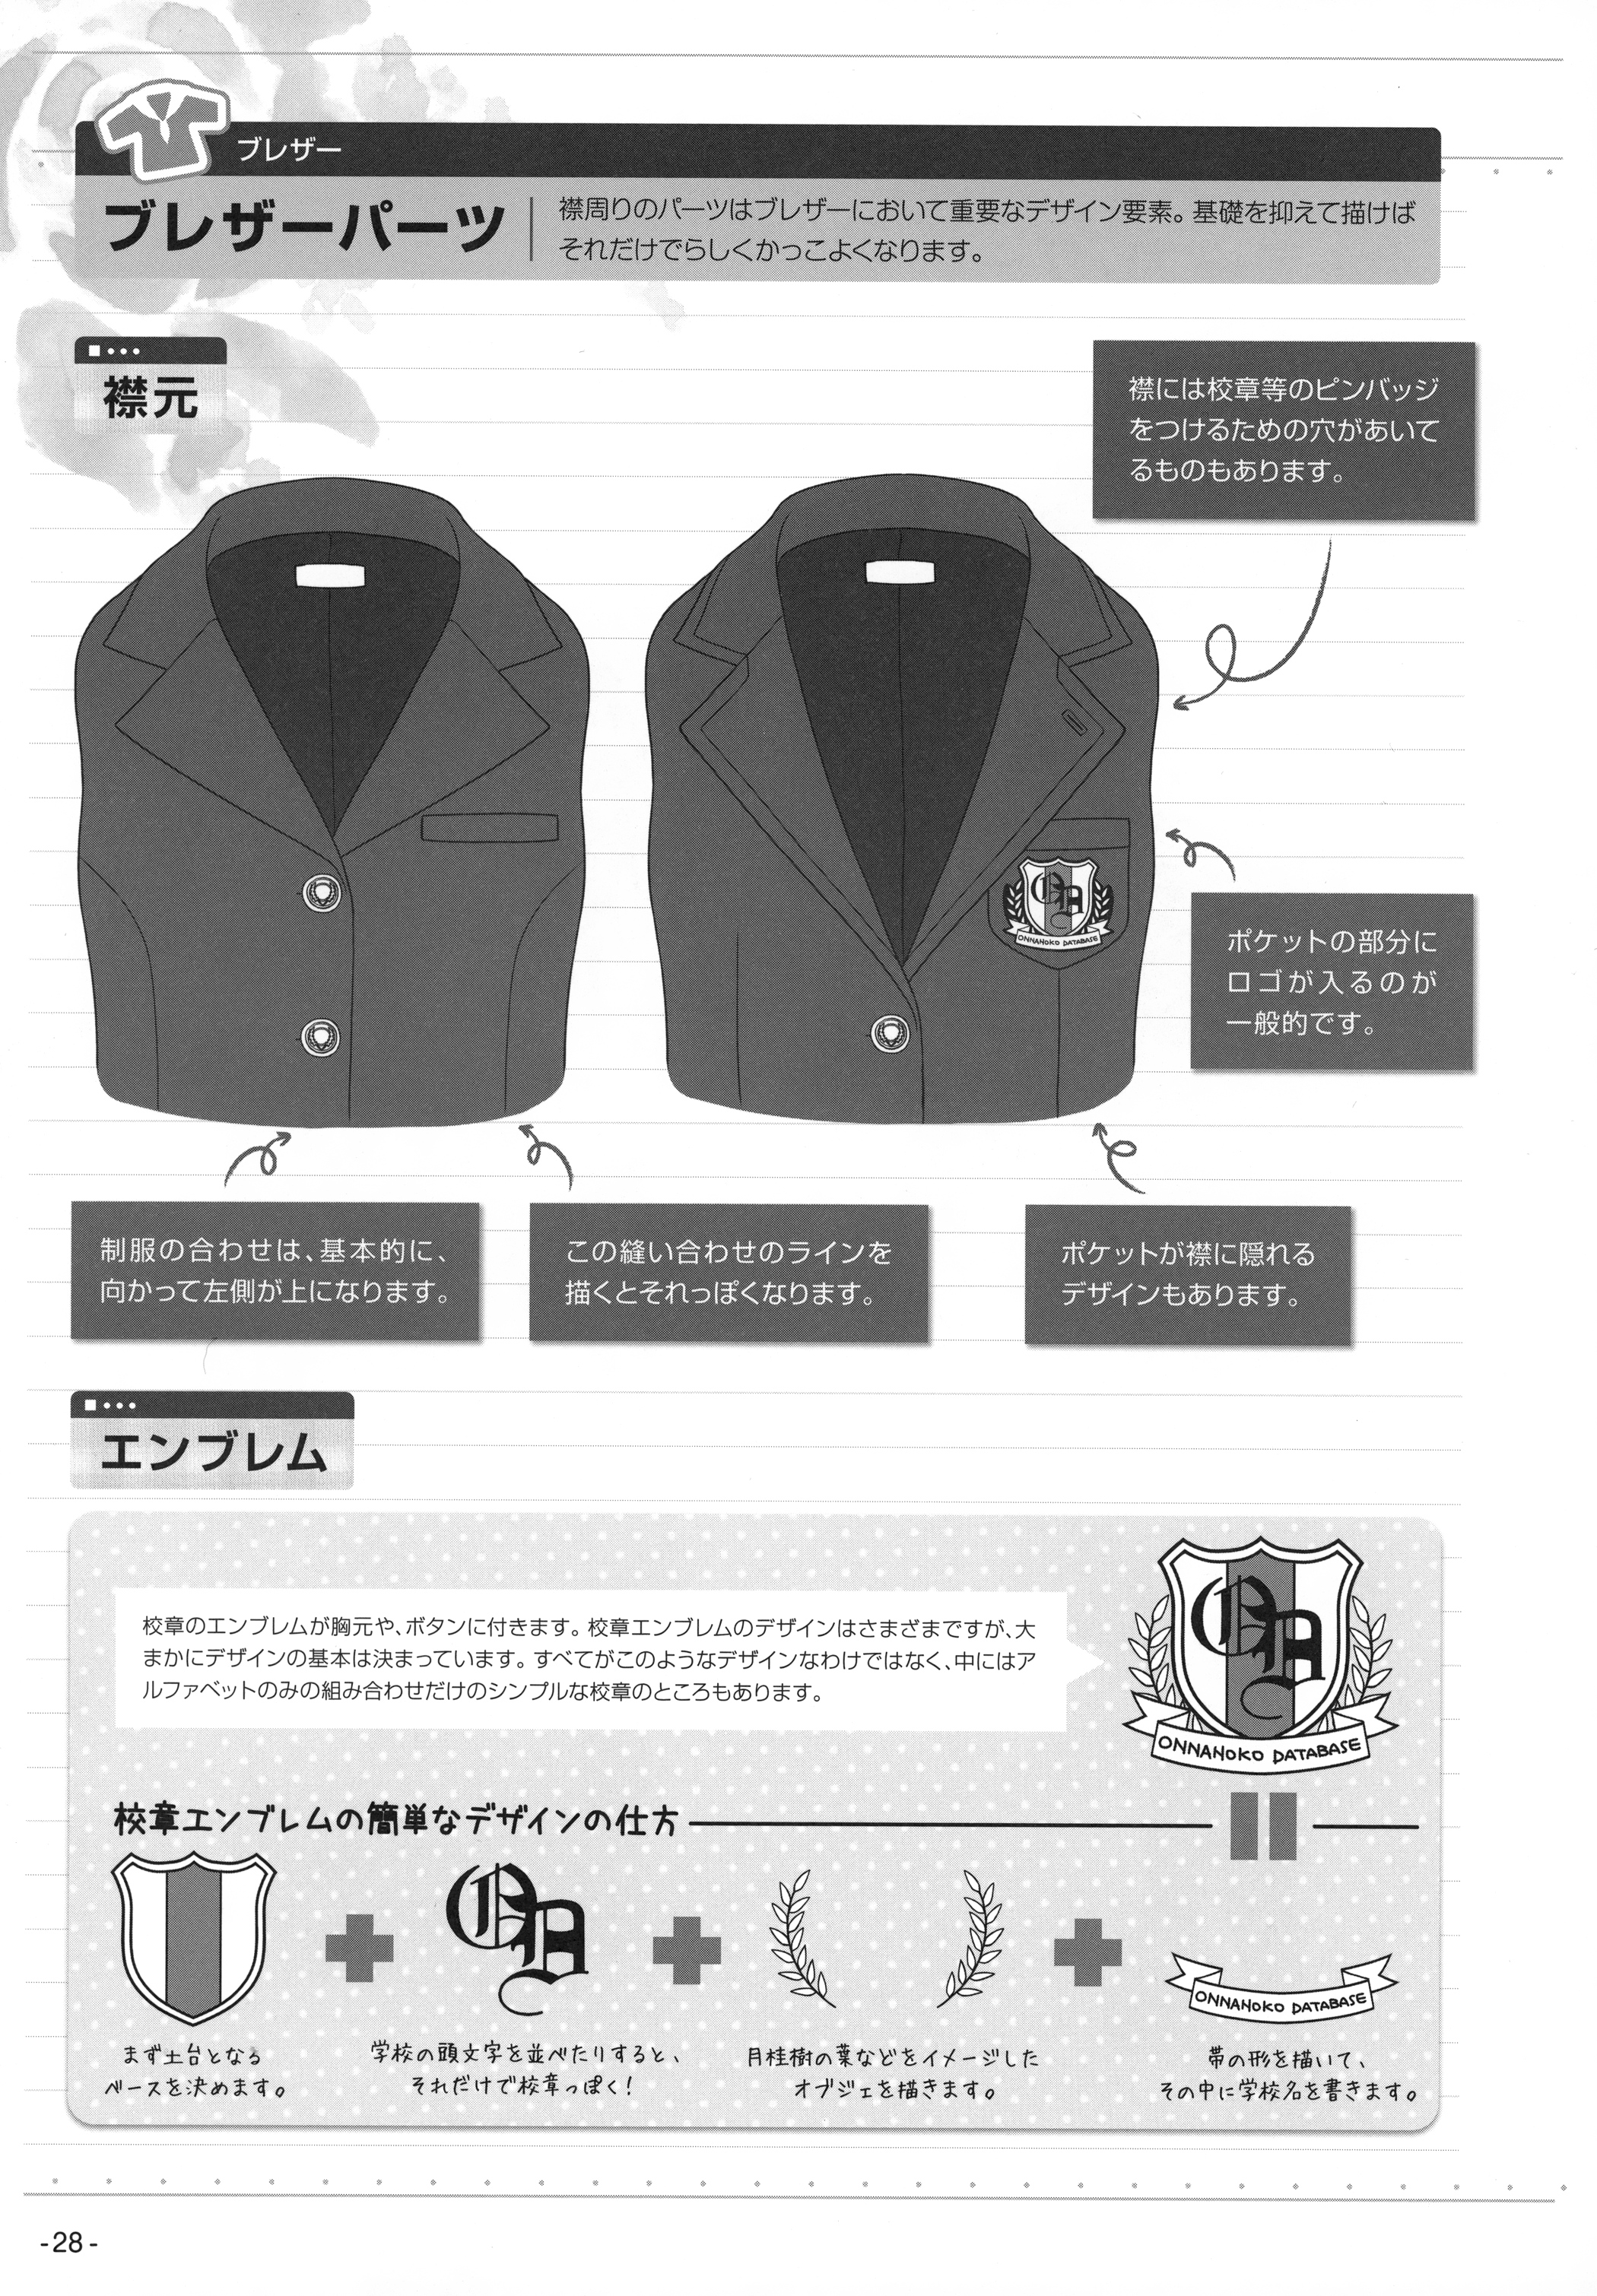 ブレザー
ブレザーパーツ
襟周りのパーツはブレザーにおいて重要なデザイン要素。基礎を抑えて描けば
それだけでらしくかっこよくなります。
襟元
襟には校章等のピンバッジ
をつけるための穴があいて
るものもあります。
ONNANOKO DATABASE
ポケットの部分に
ロゴが入るのが
一般的です。
制服の合わせは、基本的に、
向かって左側が上になります。
この縫い合わせのラインを
描くとそれっぽくなります。
ポケットが襟に隠れる
デザインもあります。
エンブレム
校章のエンブレムが胸元や、ボタンに付きます。校章エンブレムのデザインはさまざまですが、大
まかにデザインの基本は決まっています。すべてがこのようなデザインなわけではなく、中にはア
ルファベットのみの組み合わせだけのシンプルな校章のところもあります。
OD
ONNANOKO DATABASE
校章エンブレムの簡単なデザインの仕方
OD
ONNANOKO DATABASE
まず土台となる
ベースを決めます。
学校の頭文字を並べたりすると、
それだけで校章っぽく!
月桂樹の葉などをイメージした
オブジェを描きます。
帯の形を描いて、
その中に学校名を書きます。
-28-